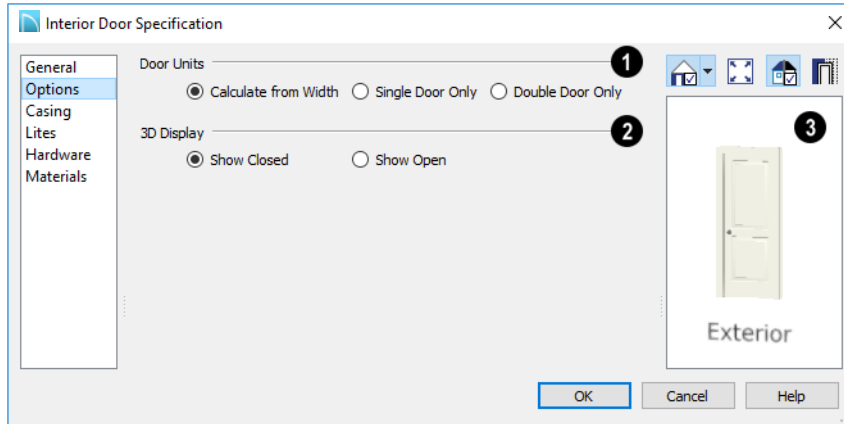 Interior Door Specification
General
Options
Casing
Lites
Hardware
Materials
Door Units
1
Calculate from Width Single Door Only Double Door Only
3D Display
2
Show Closed Show Open
3
Exterior
OK Cancel Help